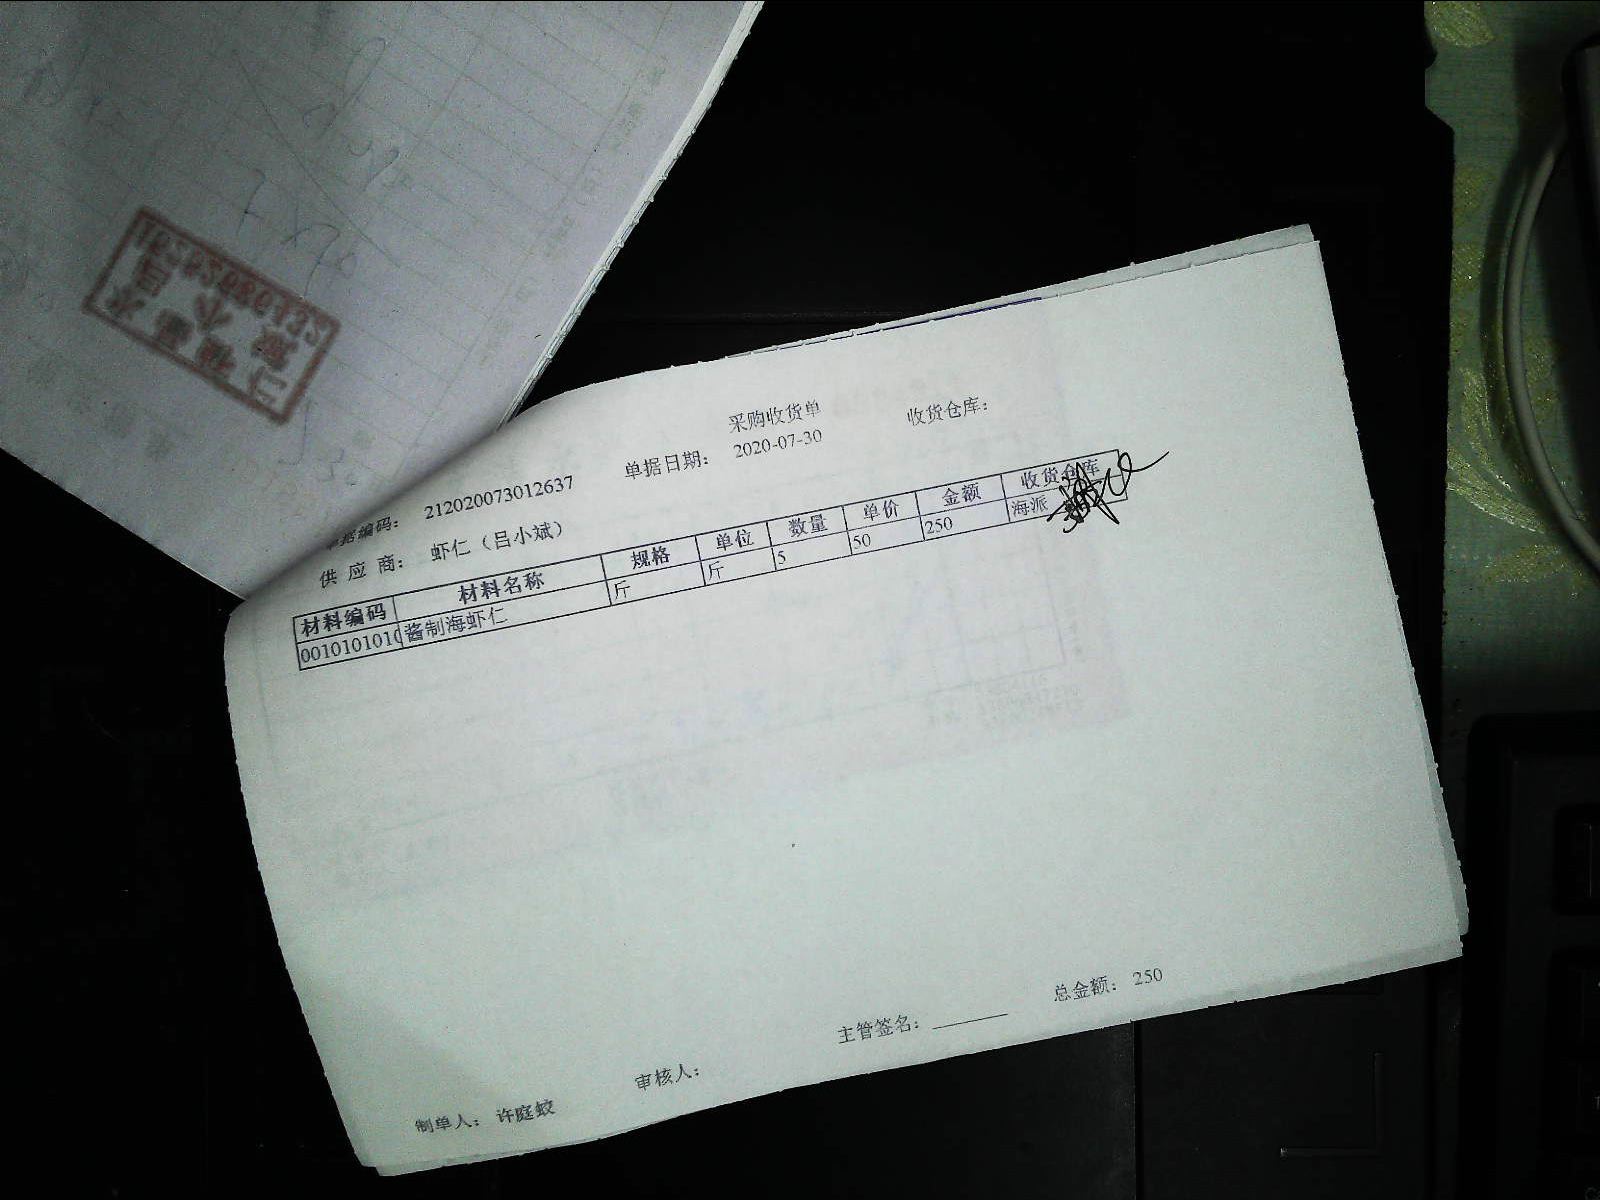 采购收货单
单据编码： 212020073012637 单据日期： 2020-07-30 收货仓库：
供 应 商： 虾仁（吕小斌）
材料编码 材料名称 规格 单位 数量 单价 金额 收货仓库
0010101010 酱制海虾仁 斤 斤 5 50 250 海派
总金额： 250
主管签名：
制单人： 许庭蛟 审核人：